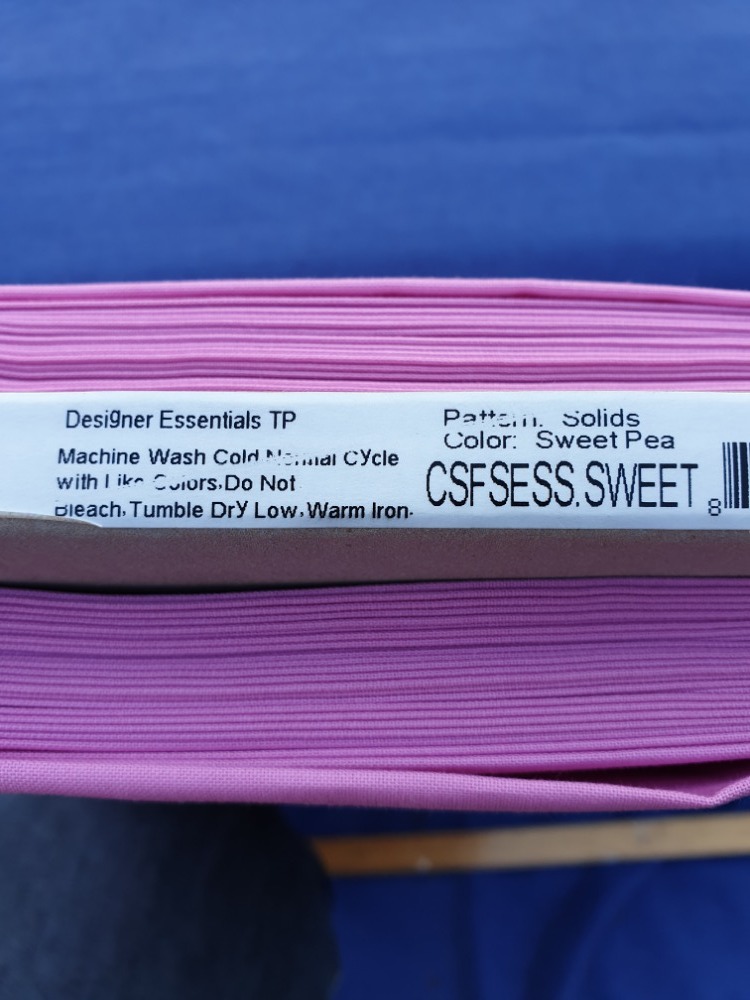 Designer Essentials TP
Machine Wash Cold Normal Cycle
with Like Colors, Do Not
Bleach, Tumble Dry Low, Warm Iron.
Pattern: Solids
Color: Sweet Pea
CSFSESS.SWEET
8